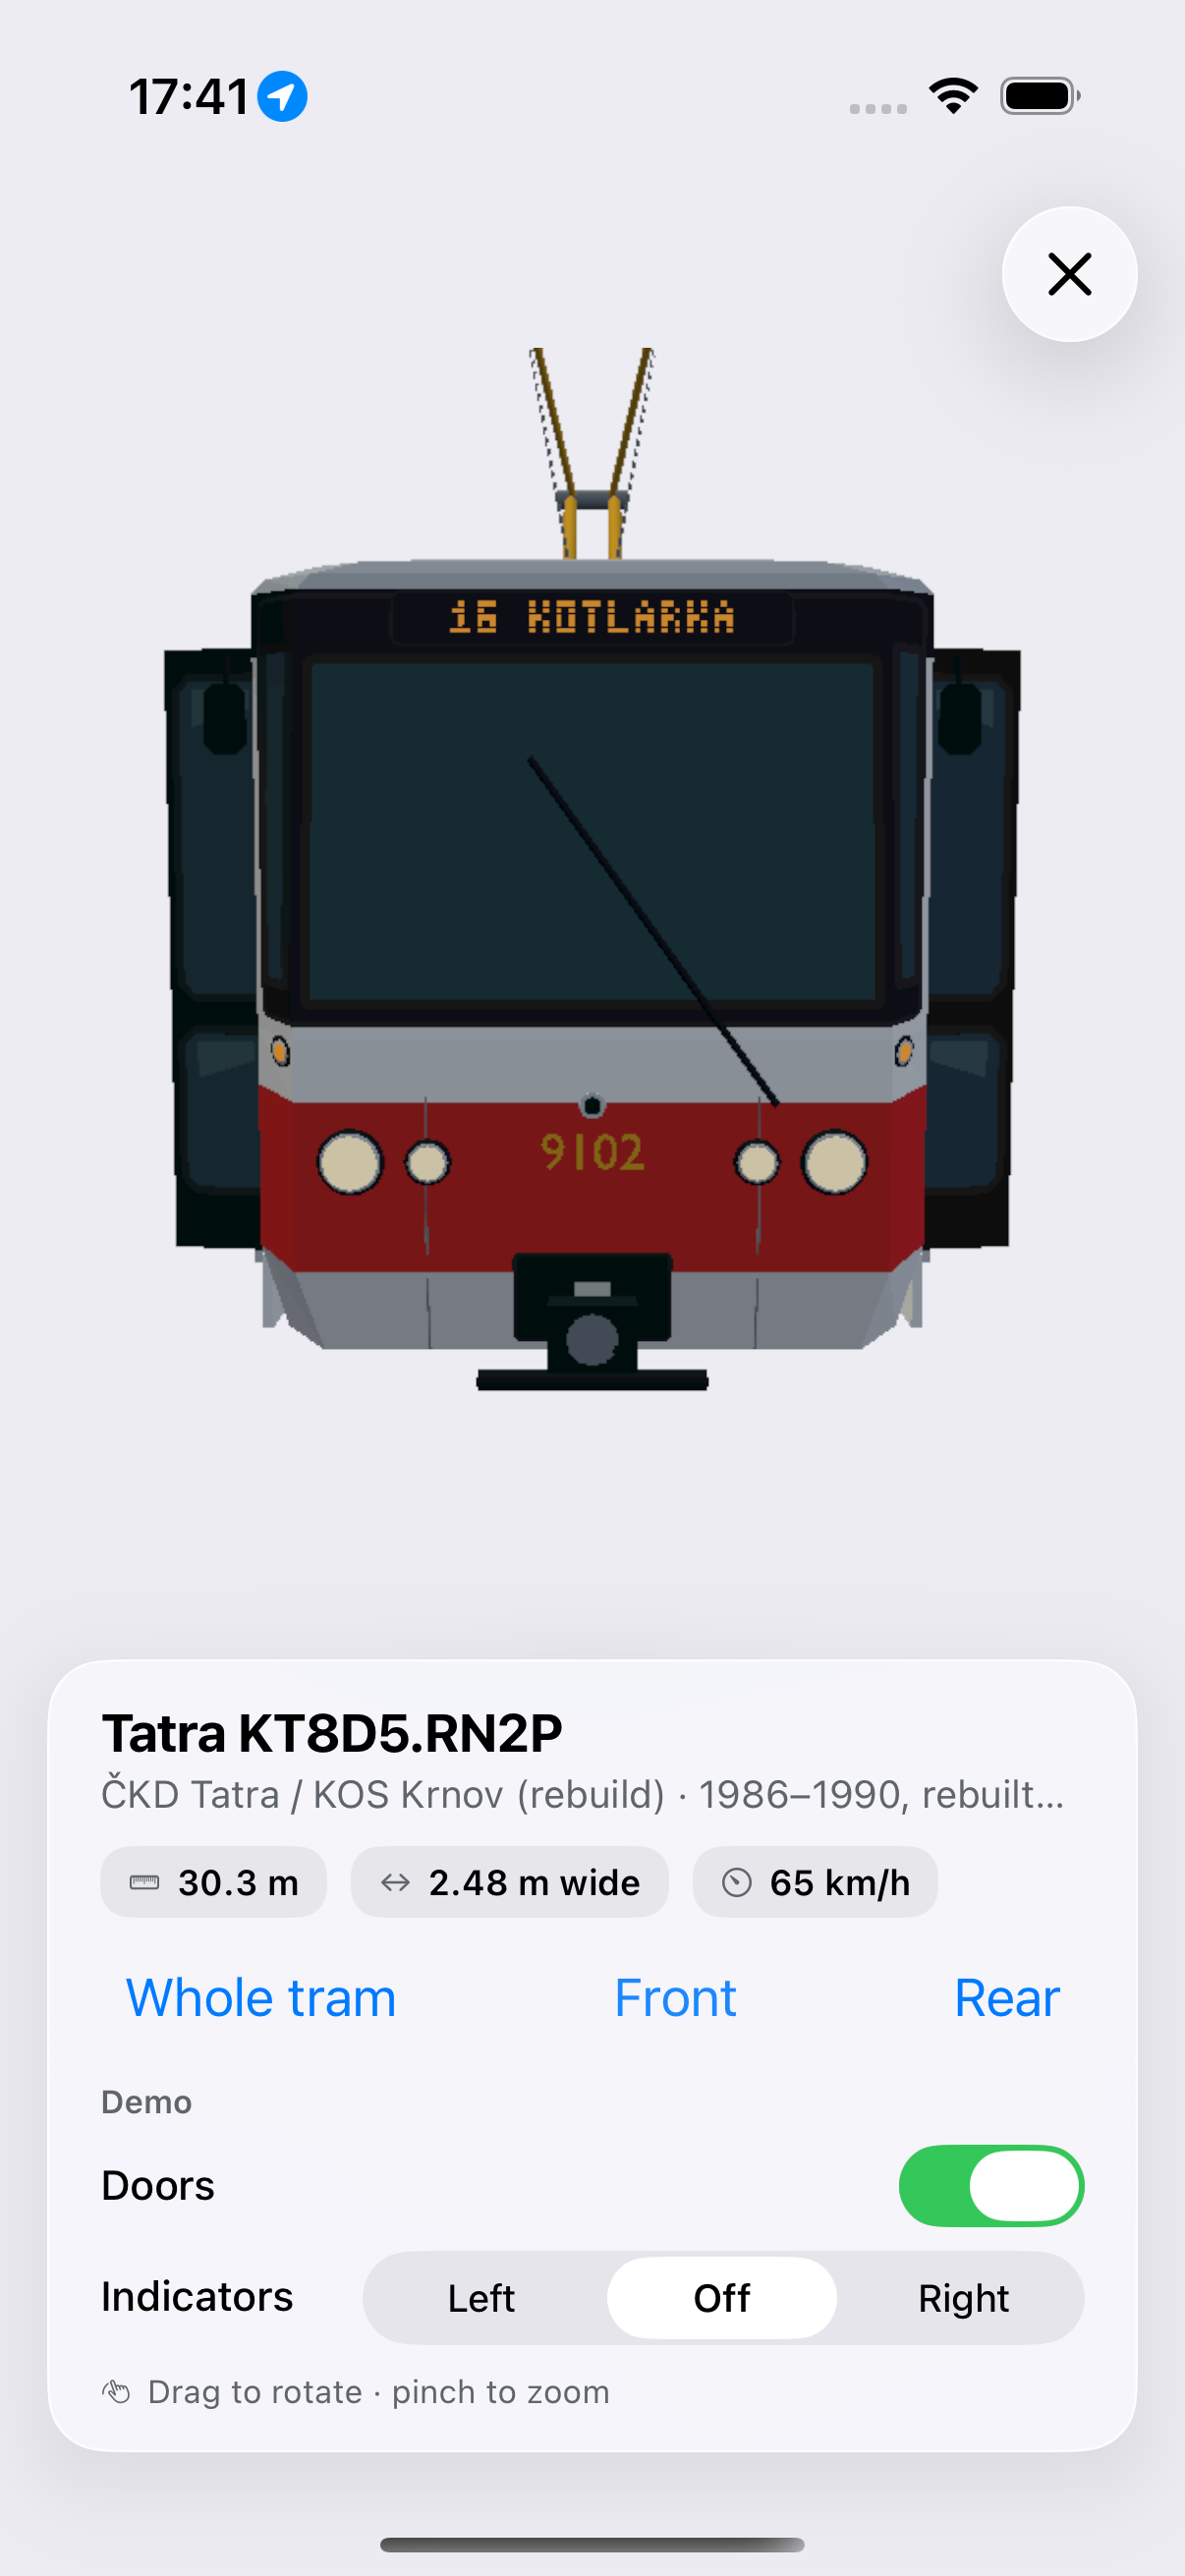 17:41
16 KOTLARKA
9102
Tatra KT8D5.RN2P
ČKD Tatra / KOS Krnov (rebuild) · 1986–1990, rebuilt...
30.3 m
2.48 m wide
65 km/h
Whole tram Front Rear
Demo
Doors
Indicators Left Off Right
Drag to rotate · pinch to zoom